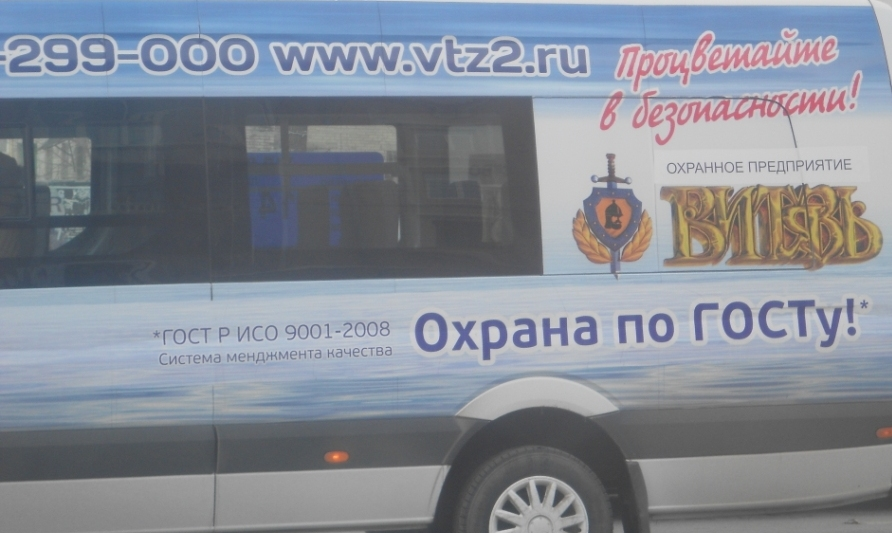 -299-000 www.vtz2.ru
Процветайте
в безопасности!
ОХРАННОЕ ПРЕДПРИЯТИЕ
ВИТЯЗЬ
*ГОСТ Р ИСО 9001-2008
Система менджмента качества
Охрана по ГОСТу!*